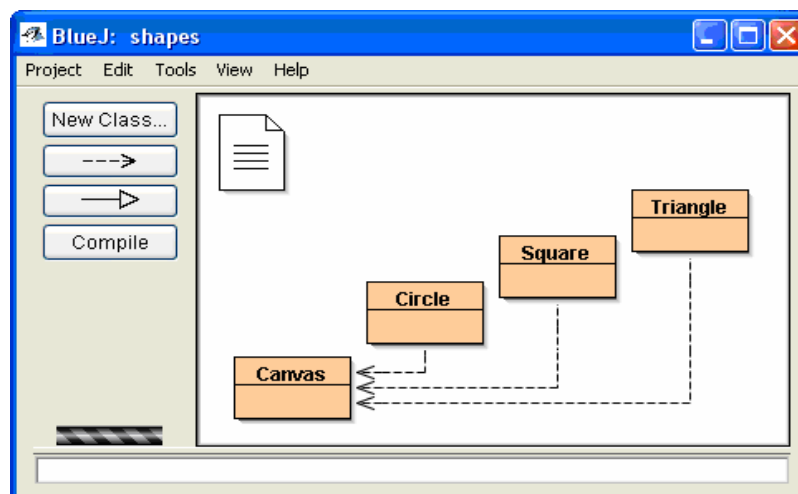 BlueJ: shapes
Project Edit Tools View Help
New Class...
Compile
Triangle
Square
Circle
Canvas